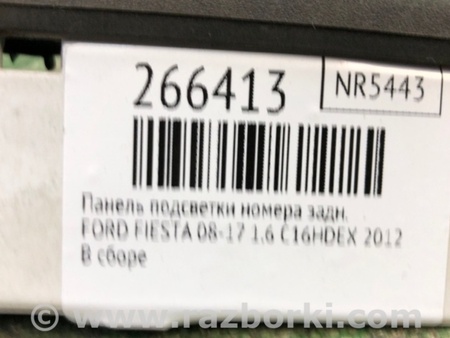 266413
NR5443
Панель подсветки номера задн.
FORD FIESTA 08-17 1.6 C16HDEX 2012
В сборе
© www.razborki.com